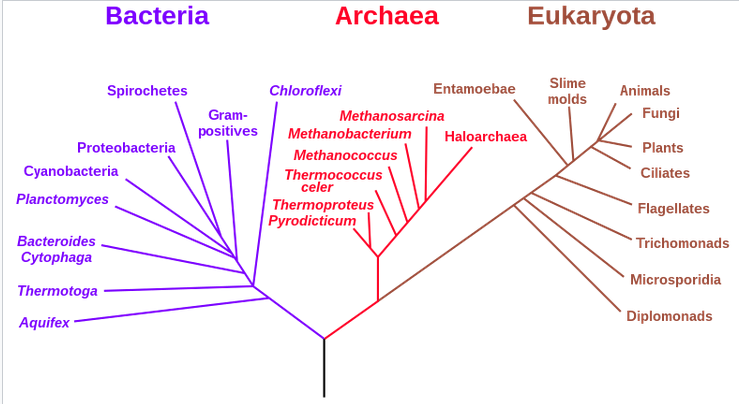 Bacteria
Archaea
Eukaryota
Spirochetes
Chloroflexi
Gram-
positives
Proteobacteria
Cyanobacteria
Planctomyces
Bacteroides
Cytophaga
Thermotoga
Aquifex
Methanosarcina
Methanobacterium
Haloarchaea
Methanococcus
Thermococcus
celer
Thermoproteus
Pyrodicticum
Entamoebae
Slime
molds
Animals
Fungi
Plants
Ciliates
Flagellates
Trichomonads
Microsporidia
Diplomonads